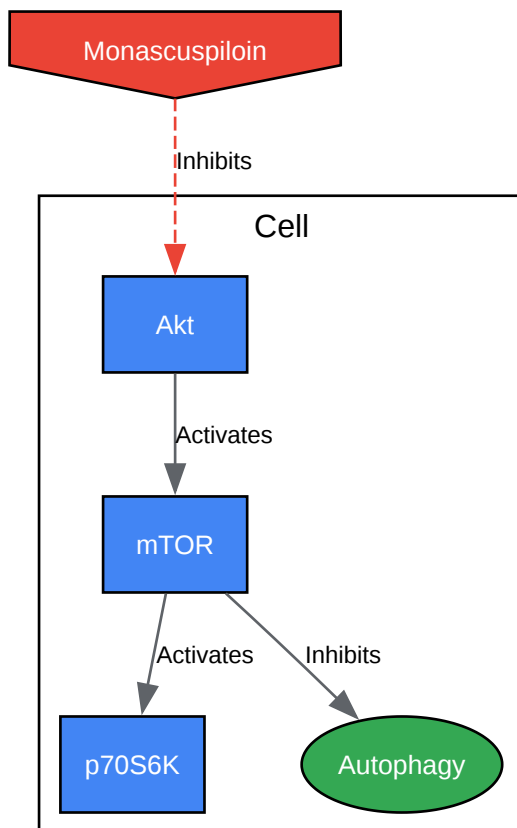 Monascuspiloin
Inhibits
Cell
Akt
Activates
mTOR
Activates
Inhibits
p70S6K
Autophagy